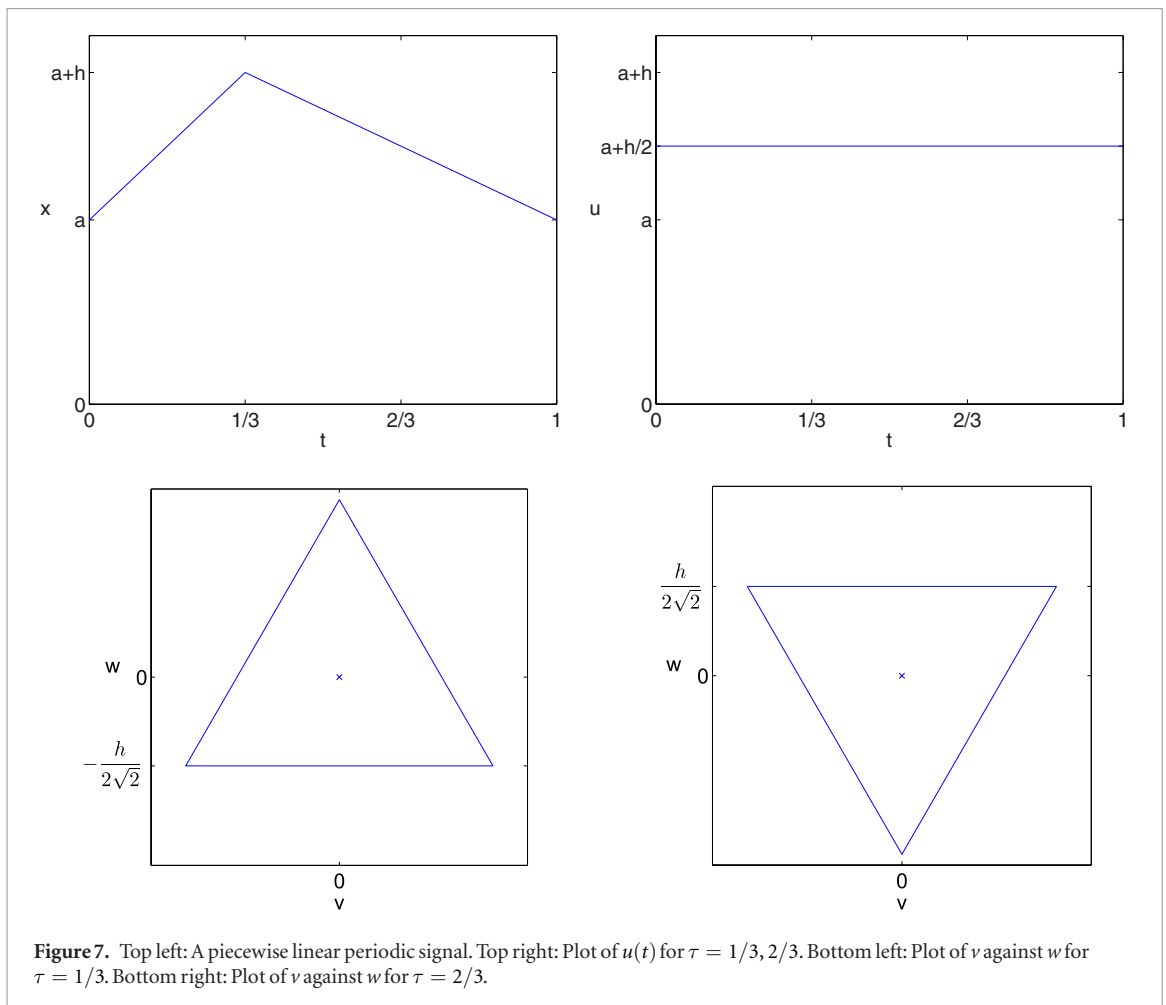 a+h
x
a
0
0
1/3
2/3
1
t
a+h
a+h/2
u
a
0
0
1/3
2/3
1
t
w
0
−h/2√2
0
v
h/2√2
w
0
0
v
Figure 7. Top left: A piecewise linear periodic signal. Top right: Plot of u(t) for τ = 1/3, 2/3. Bottom left: Plot of v against w for
τ = 1/3. Bottom right: Plot of v against w for τ = 2/3.